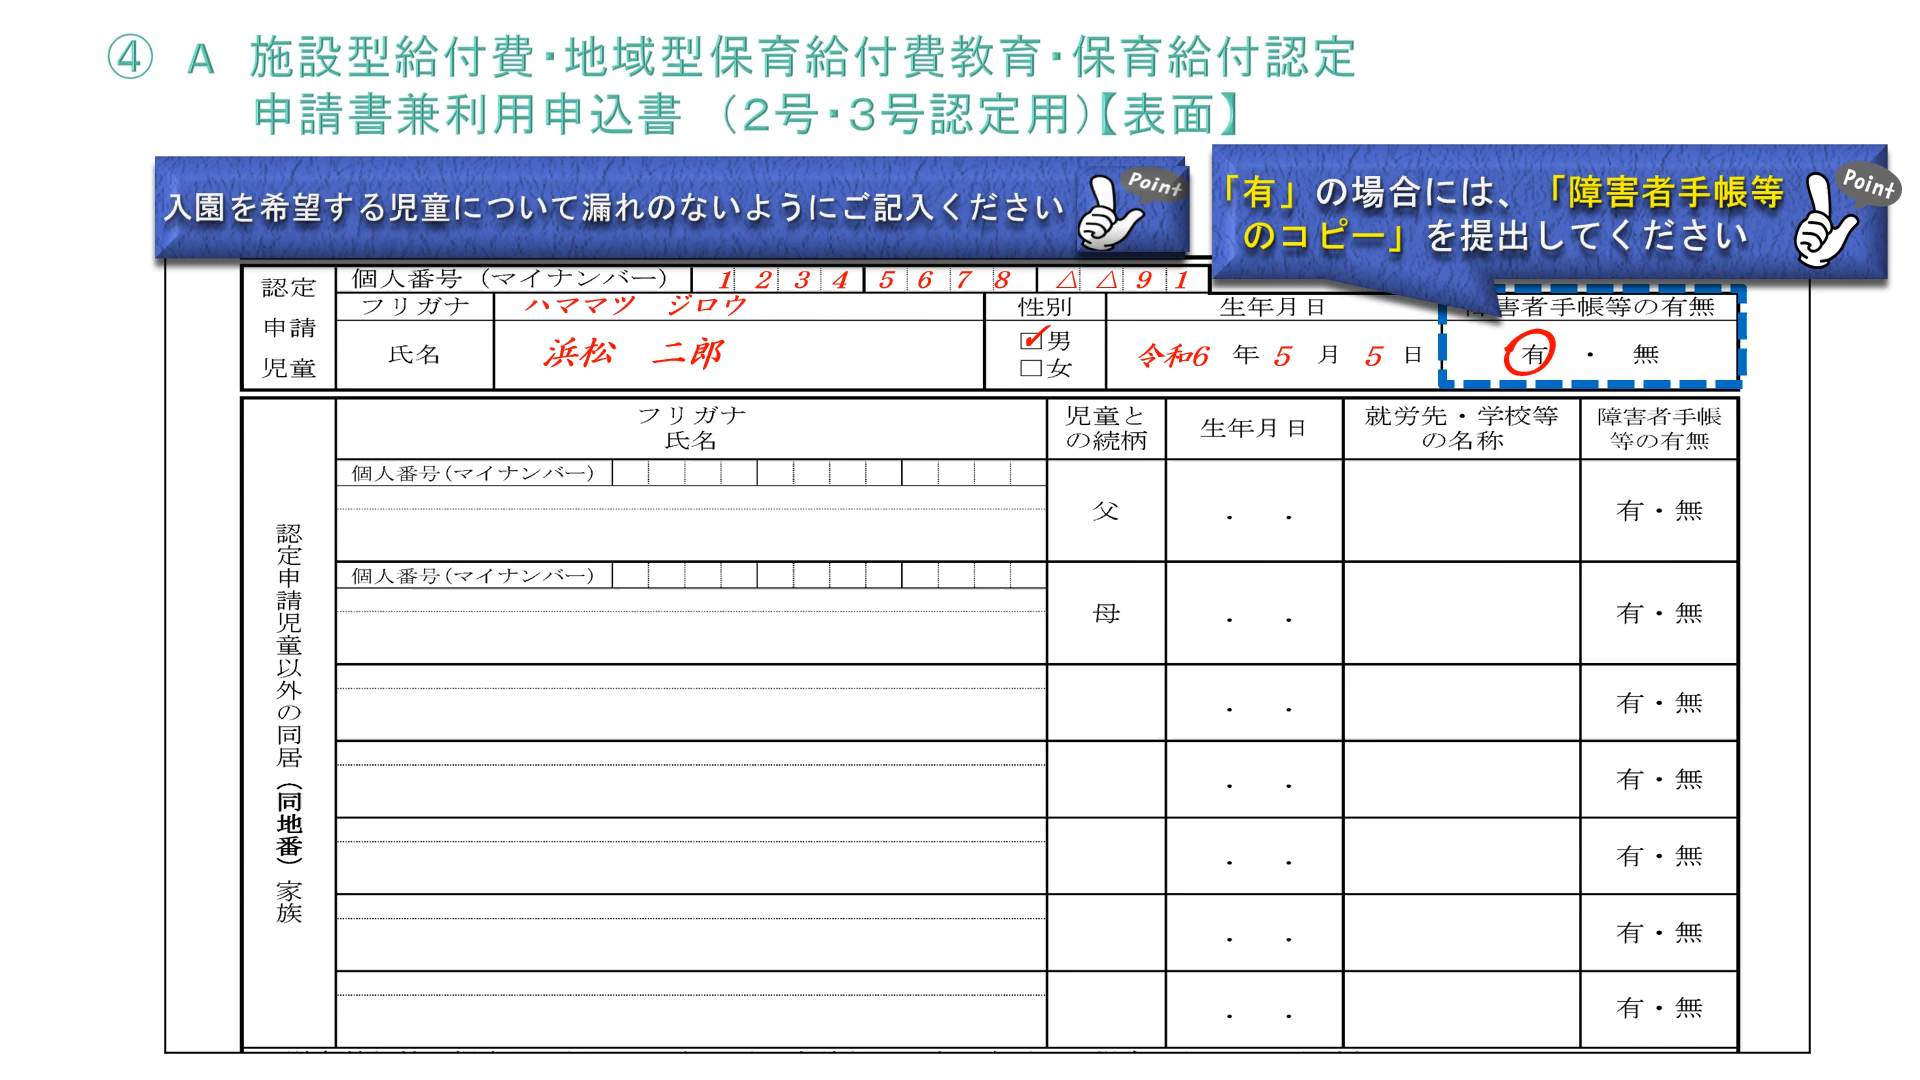 ④ A 施設型給付費・地域型保育給付費教育・保育給付認定
申請書兼利用申込書 (2号・3号認定用)【表面】
入園を希望する児童について漏れのないようにご記入ください
Point
「有」の場合には、「障害者手帳等
のコピー」を提出してください
Point
認定
申請
児童
個人番号(マイナンバー) 1 2 3 4 5 6 7 8 △ △ 9 1
フリガナ ハママツ ジロウ 性別 生年月日 害者手帳等の有無
氏名 浜松 二郎 ☑男 □女 令和6 年 5 月 5 日 有 ・ 無
フリガナ
氏名
児童と
の続柄
生年月日
就労先・学校等
の名称
障害者手帳
等の有無
認定申請児童以外の同居(同地番)家族
個人番号(マイナンバー)
父 . . 有・無
個人番号(マイナンバー)
母 . . 有・無
. . 有・無
. . 有・無
. . 有・無
. . 有・無
. . 有・無